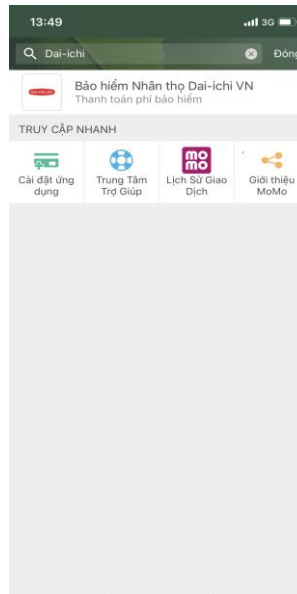 13:49
3G
Dai-ichi
Đóng
Bảo hiểm Nhân thọ Dai-ichi VN
Thanh toán phí bảo hiểm
TRUY CẬP NHANH
Cài đặt ứng
dụng
Trung Tâm
Trợ Giúp
mo
mo
Lịch Sử Giao
Dịch
Giới thiệu
MoMo